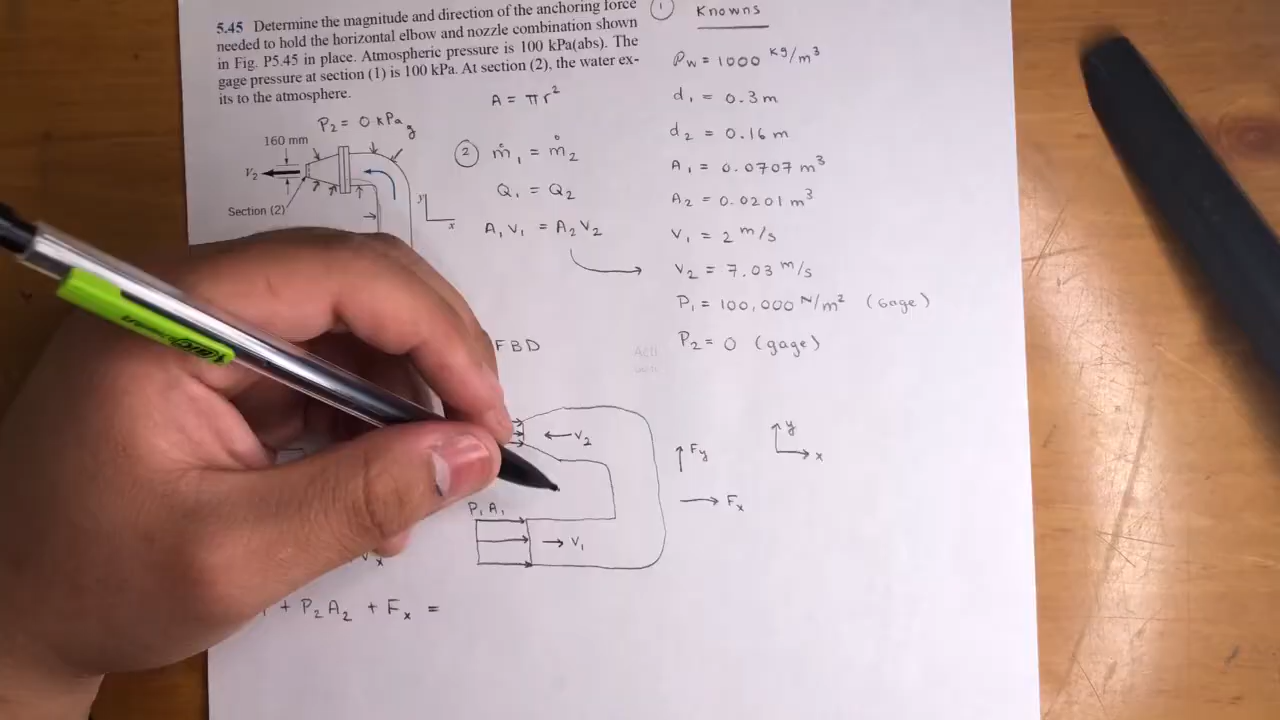 5.45 Determine the magnitude and direction of the anchoring force
needed to hold the horizontal elbow and nozzle combination shown
in Fig. P5.45 in place. Atmospheric pressure is 100 kPa(abs). The
gage pressure at section (1) is 100 kPa. At section (2), the water ex-
its to the atmosphere.
A = πr²
P₂ = 0 kPa g
160 mm
V₂
Section (2)
y
x
② ṁ₁ = ṁ₂
Q₁ = Q₂
A₁V₁ = A₂V₂
① Knowns
ρw = 1000 kg/m³
d₁ = 0.3 m
d₂ = 0.16 m
A₁ = 0.0707 m³
A₂ = 0.0201 m³
V₁ = 2 m/s
V₂ = 7.03 m/s
P₁ = 100,000 N/m² (Gage)
P₂ = 0 (gage)
FBD
V₂
P₁A₁
V₁
Fy
Fx
y
x
+ P₂A₂ + Fx =